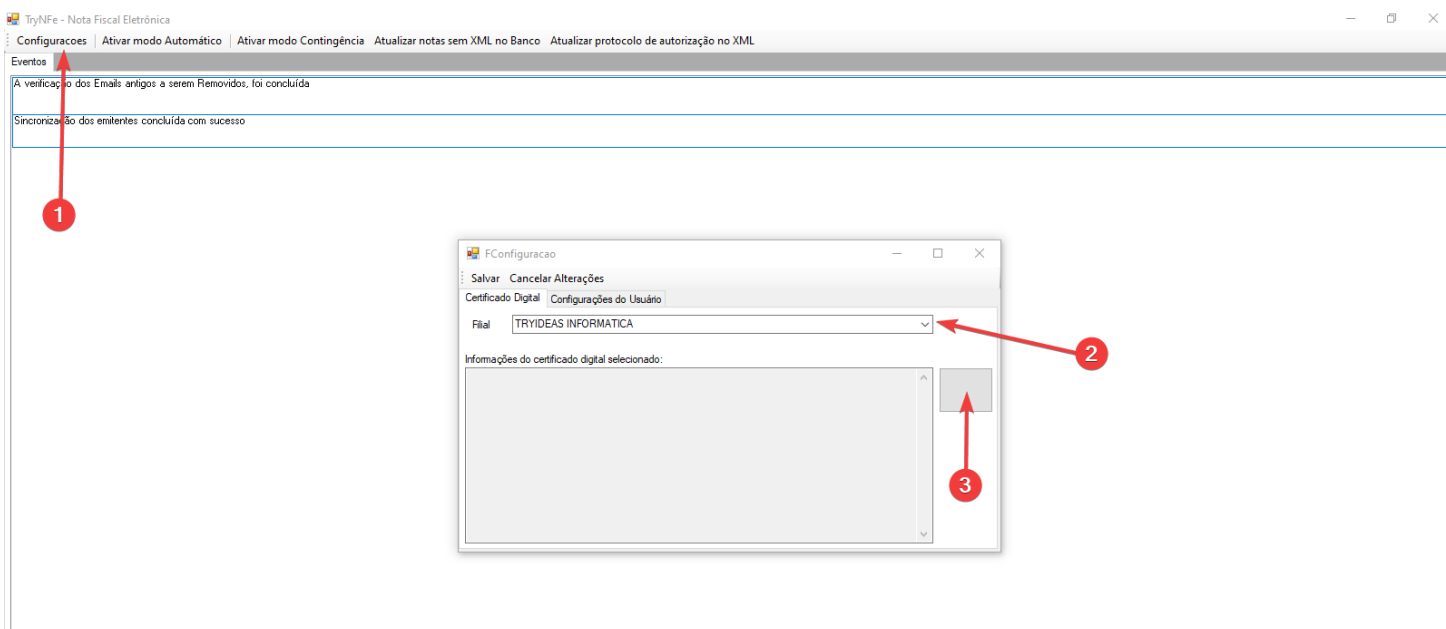 TryNFe - Nota Fiscal Eletrônica
Configuracoes Ativar modo Automático Ativar modo Contingência Atualizar notas sem XML no Banco Atualizar protocolo de autorização no XML
Eventos
A verificação dos Emails antigos a serem Removidos, foi concluída
Sincronização dos emitentes concluída com sucesso
1
FConfiguracao
Salvar Cancelar Alterações
Certificado Digital Configurações do Usuário
Filial TRYIDEAS INFORMATICA
2
Informações do certificado digital selecionado:
3